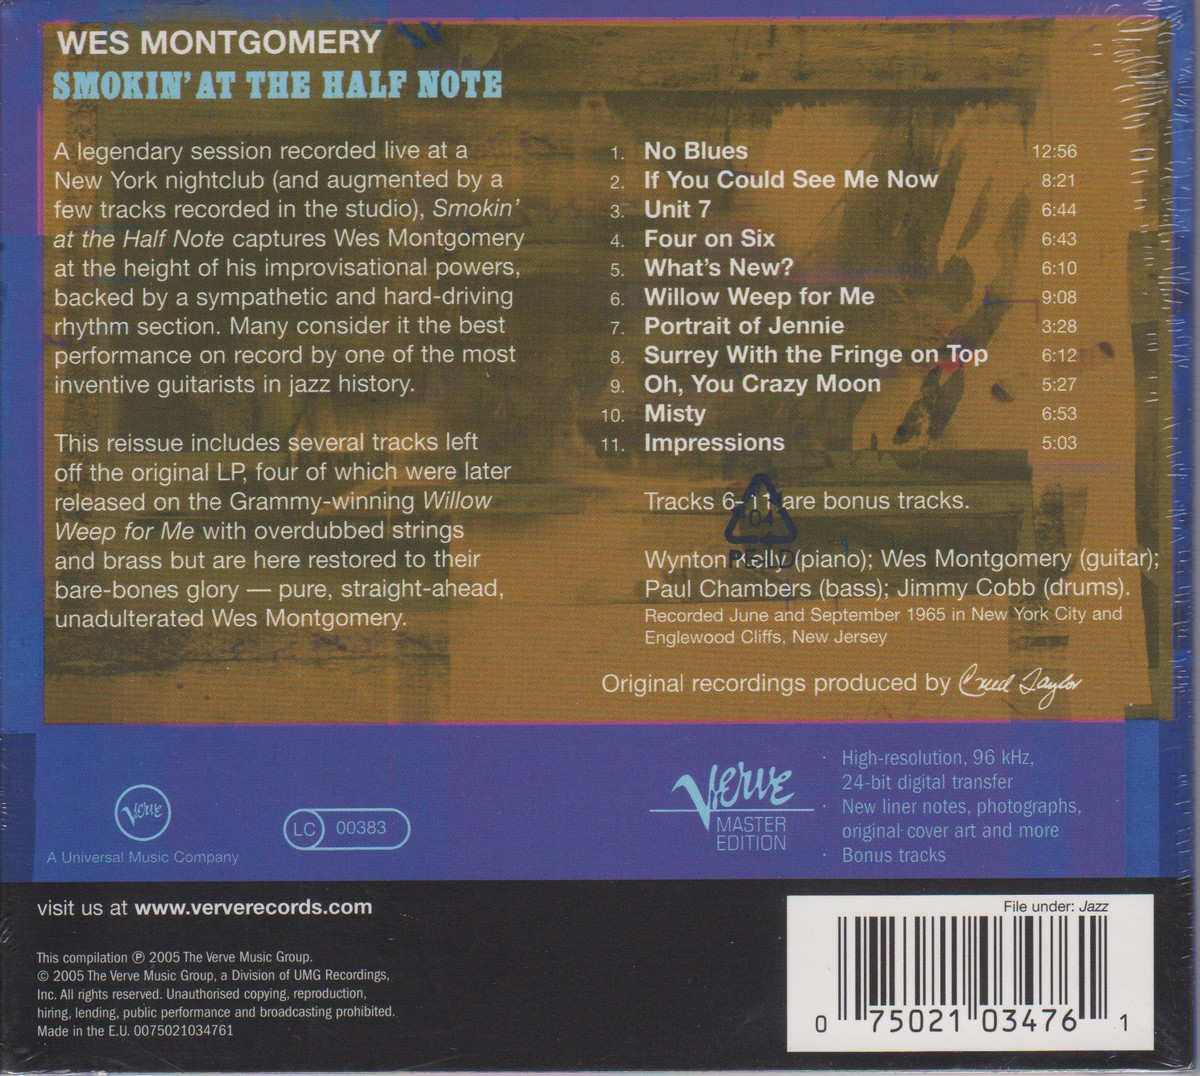 WES MONTGOMERY
SMOKIN' AT THE HALF NOTE
A legendary session recorded live at a
New York nightclub (and augmented by a
few tracks recorded in the studio), Smokin'
at the Half Note captures Wes Montgomery
at the height of his improvisational powers,
backed by a sympathetic and hard-driving
rhythm section. Many consider it the best
performance on record by one of the most
inventive guitarists in jazz history.
This reissue includes several tracks left
off the original LP, four of which were later
released on the Grammy-winning Willow
Weep for Me with overdubbed strings
and brass but are here restored to their
bare-bones glory — pure, straight-ahead,
unadulterated Wes Montgomery.
1. No Blues 12:56
2. If You Could See Me Now 8:21
3. Unit 7 6:44
4. Four on Six 6:43
5. What's New? 6:10
6. Willow Weep for Me 9:08
7. Portrait of Jennie 3:28
8. Surrey With the Fringe on Top 6:12
9. Oh, You Crazy Moon 5:27
10. Misty 6:53
11. Impressions 5:03
Tracks 6–11 are bonus tracks.
04
Wynton Kelly (piano); Wes Montgomery (guitar);
Paul Chambers (bass); Jimmy Cobb (drums).
Recorded June and September 1965 in New York City and
Englewood Cliffs, New Jersey
Original recordings produced by Creed Taylor
Verve
A Universal Music Company
LC 00383
Verve
MASTER
EDITION
· High-resolution, 96 kHz,
24-bit digital transfer
· New liner notes, photographs,
original cover art and more
· Bonus tracks
visit us at www.ververecords.com
This compilation ℗ 2005 The Verve Music Group.
© 2005 The Verve Music Group, a Division of UMG Recordings,
Inc. All rights reserved. Unauthorised copying, reproduction,
hiring, lending, public performance and broadcasting prohibited.
Made in the E.U. 0075021034761
File under: Jazz
0 75021 03476 1